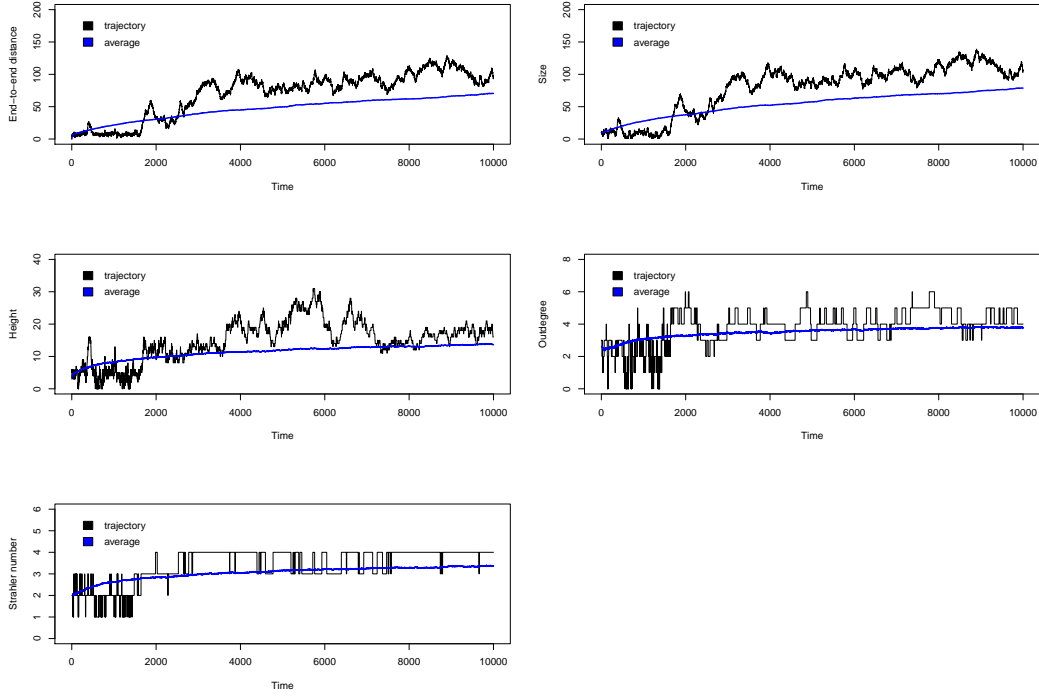 End−to−end distance
0 50 100 150 200
trajectory
average
0 2000 4000 6000 8000 10000
Time
Size
0 50 100 150 200
trajectory
average
0 2000 4000 6000 8000 10000
Time
Height
0 10 20 30 40
trajectory
average
0 2000 4000 6000 8000 10000
Time
Outdegree
0 2 4 6 8
trajectory
average
0 2000 4000 6000 8000 10000
Time
Strahler number
0 1 2 3 4 5 6
trajectory
average
0 2000 4000 6000 8000 10000
Time